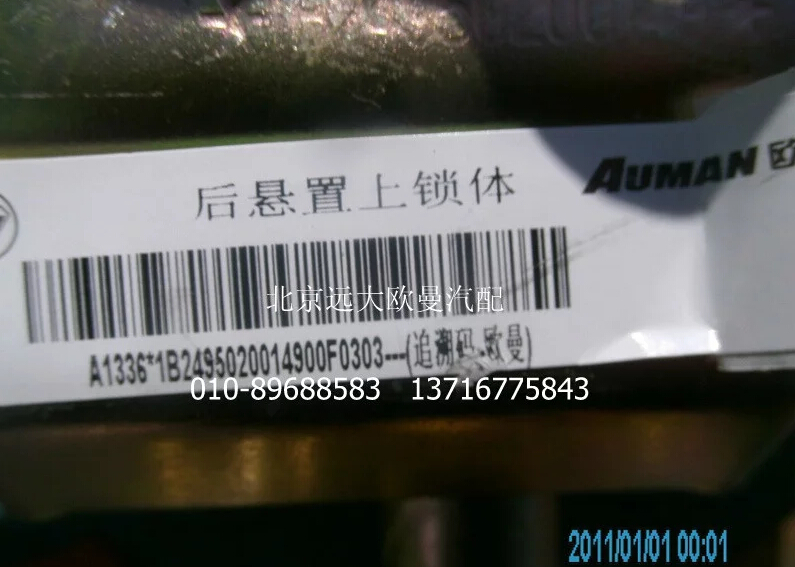 AUMAN 欧
后悬置上锁体
北京远大欧曼汽配
A1336*1B2495020014900F0303---(追溯码.欧曼)
010-89688583 13716775843
2011/01/01 00:01